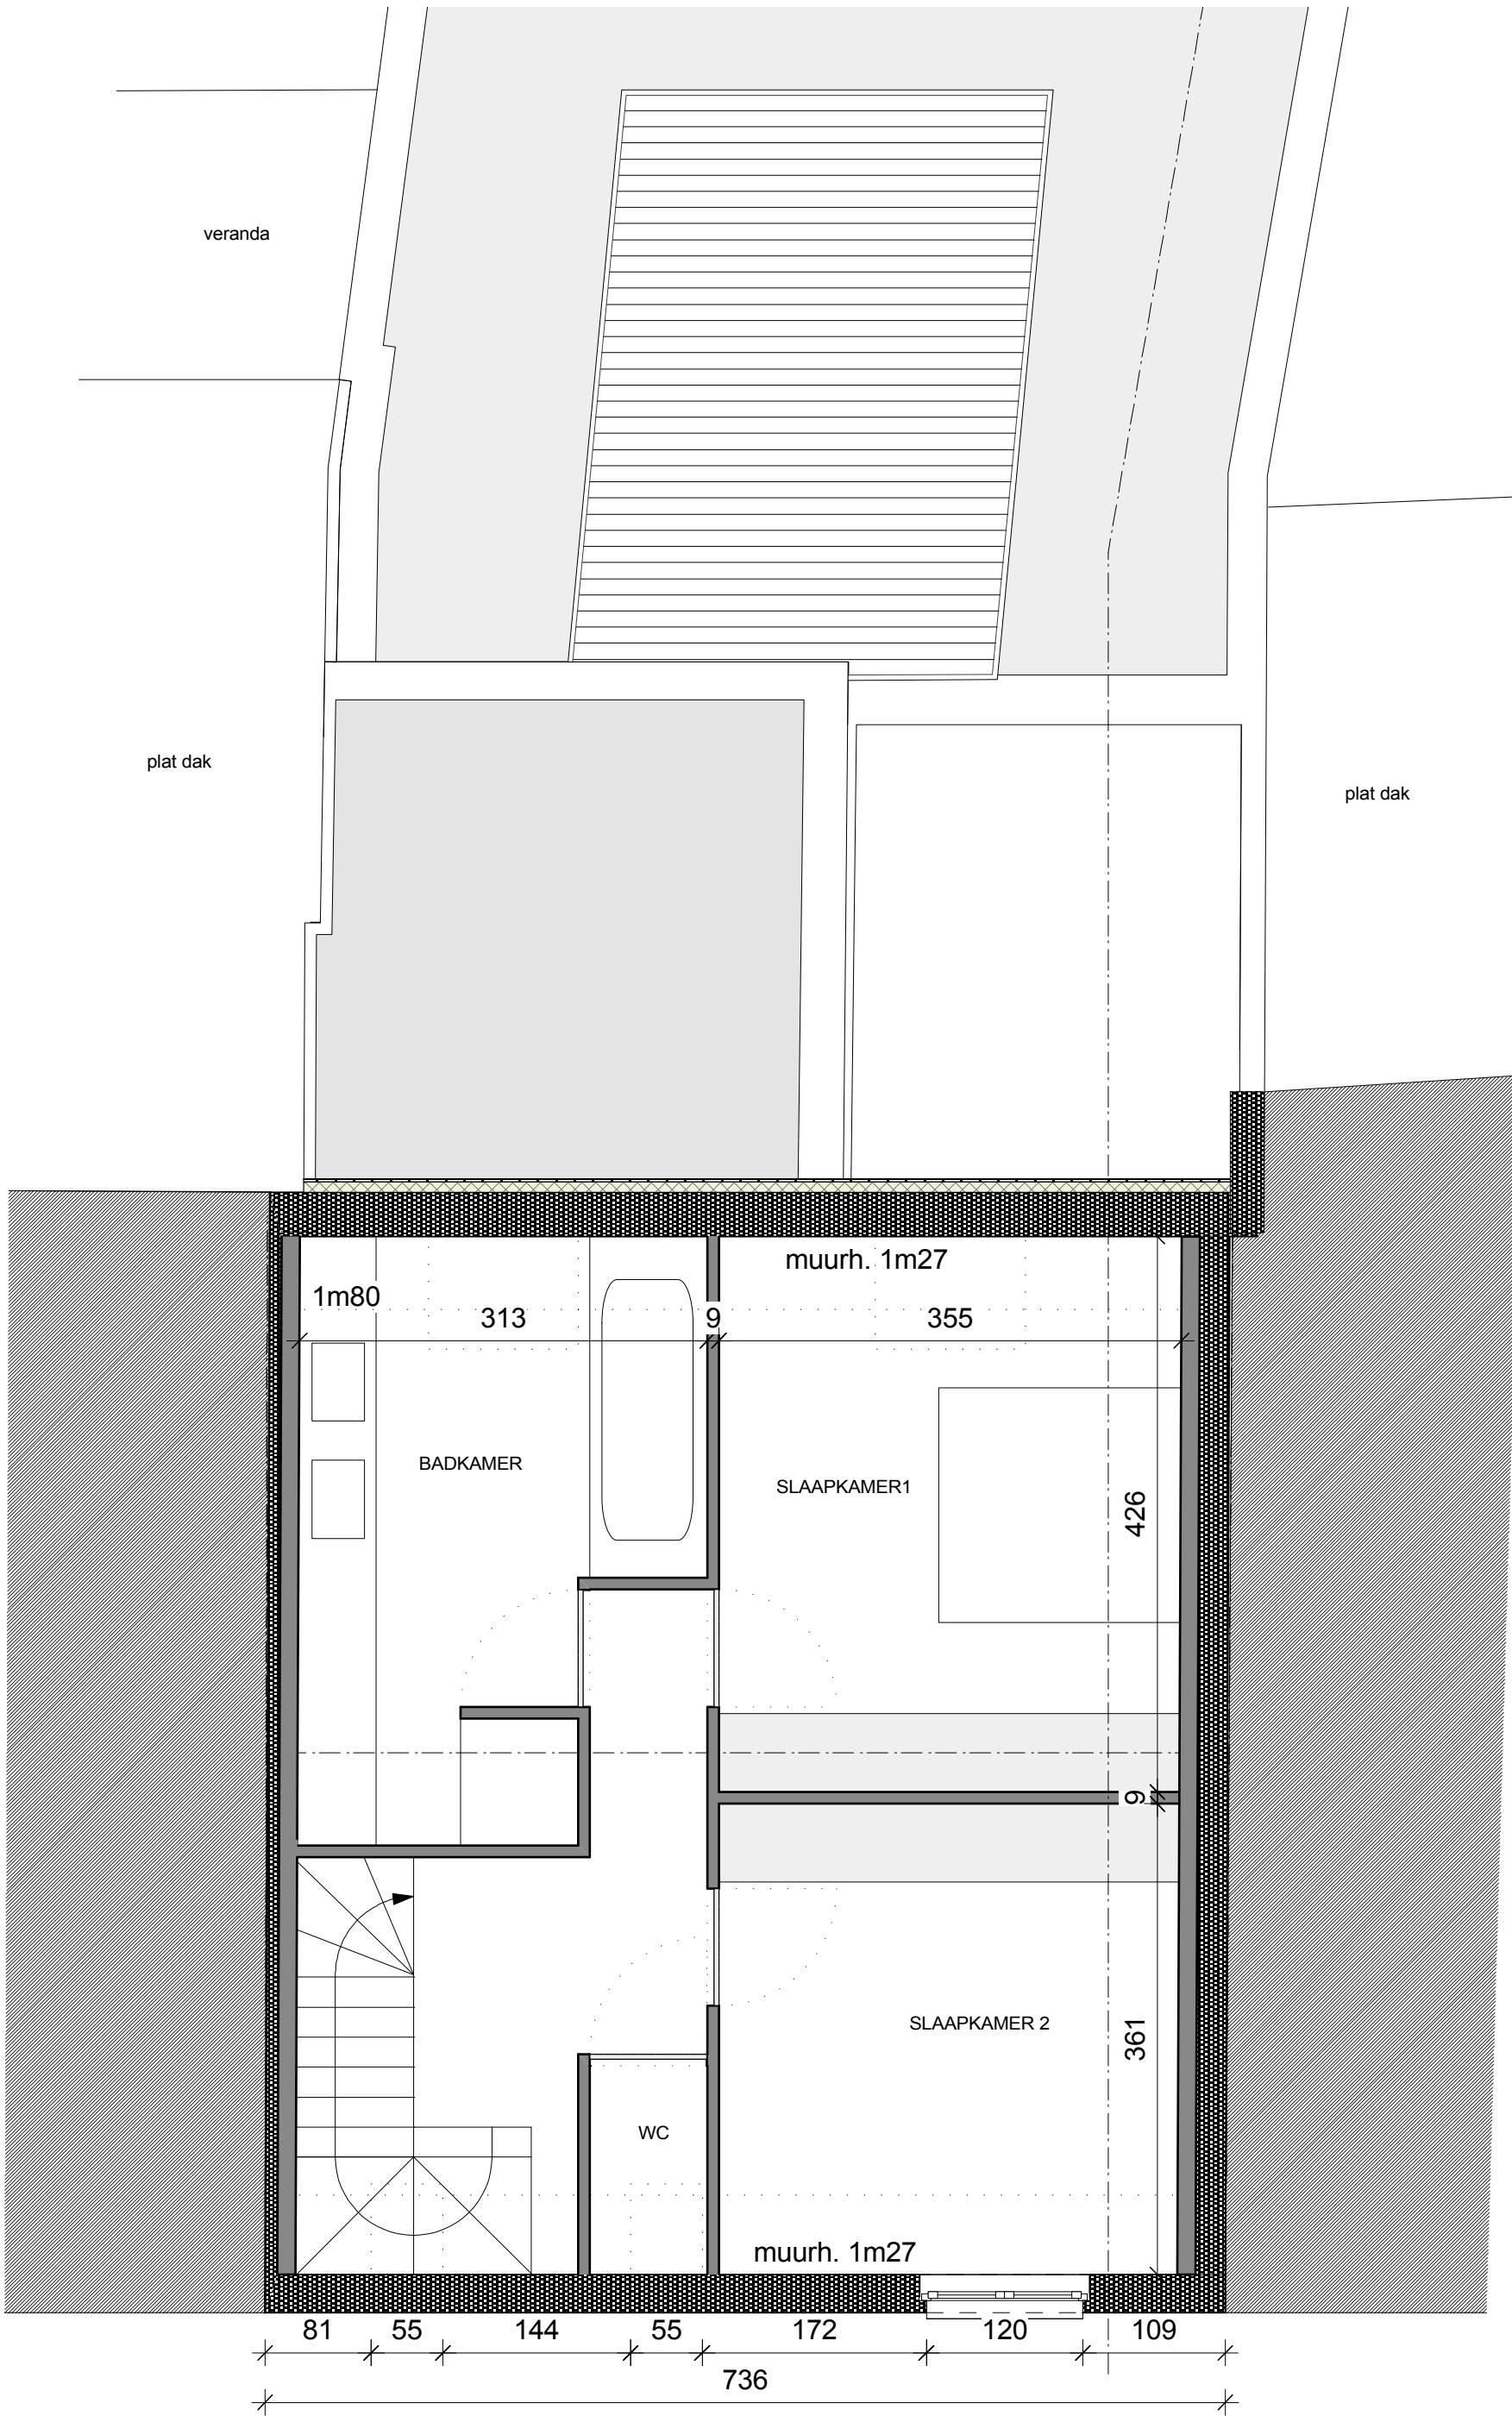 veranda
plat dak
plat dak
muurh. 1m27
1m80
313
9
355
BADKAMER
SLAAPKAMER1
426
9
SLAAPKAMER 2
361
WC
muurh. 1m27
81
55
144
55
172
120
109
736